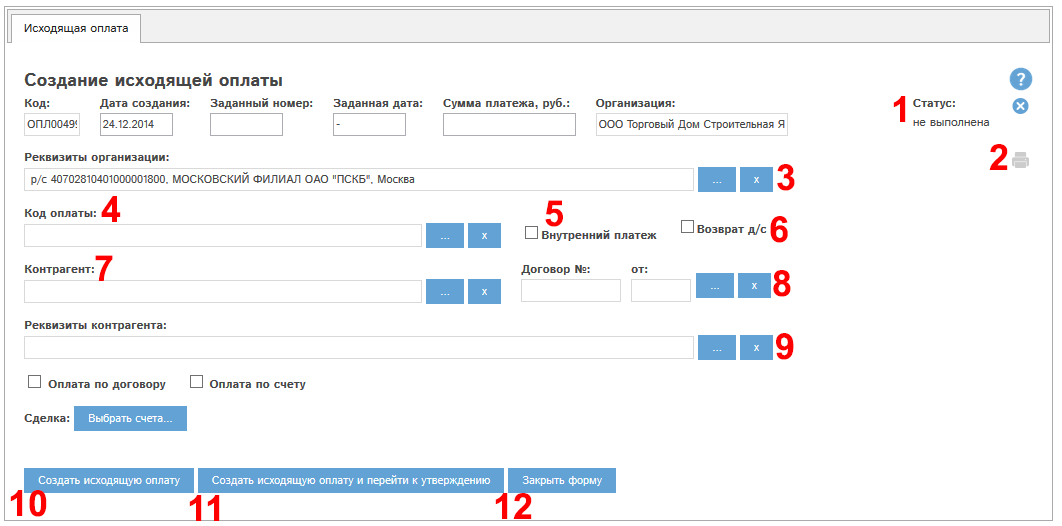 Исходящая оплата
Создание исходящей оплаты
?
Код: Дата создания: Заданный номер: Заданная дата: Сумма платежа, руб.: Организация: 1 Статус:
24.12.2014 - ООО Торговый Дом Строительная Я не выполнена
Реквизиты организации: 2
р/с 40702810401000001800, МОСКОВСКИЙ ФИЛИАЛ ОАО "ПСКБ", Москва ... x 3
Код оплаты: 4 5
... x Внутренний платеж Возврат д/с 6
Контрагент: 7 Договор №: от:
... x ... x 8
Реквизиты контрагента:
... x 9
Оплата по договору Оплата по счету
Сделка: Выбрать счета...
Создать исходящую оплату Создать исходящую оплату и перейти к утверждению Закрыть форму
10 11 12